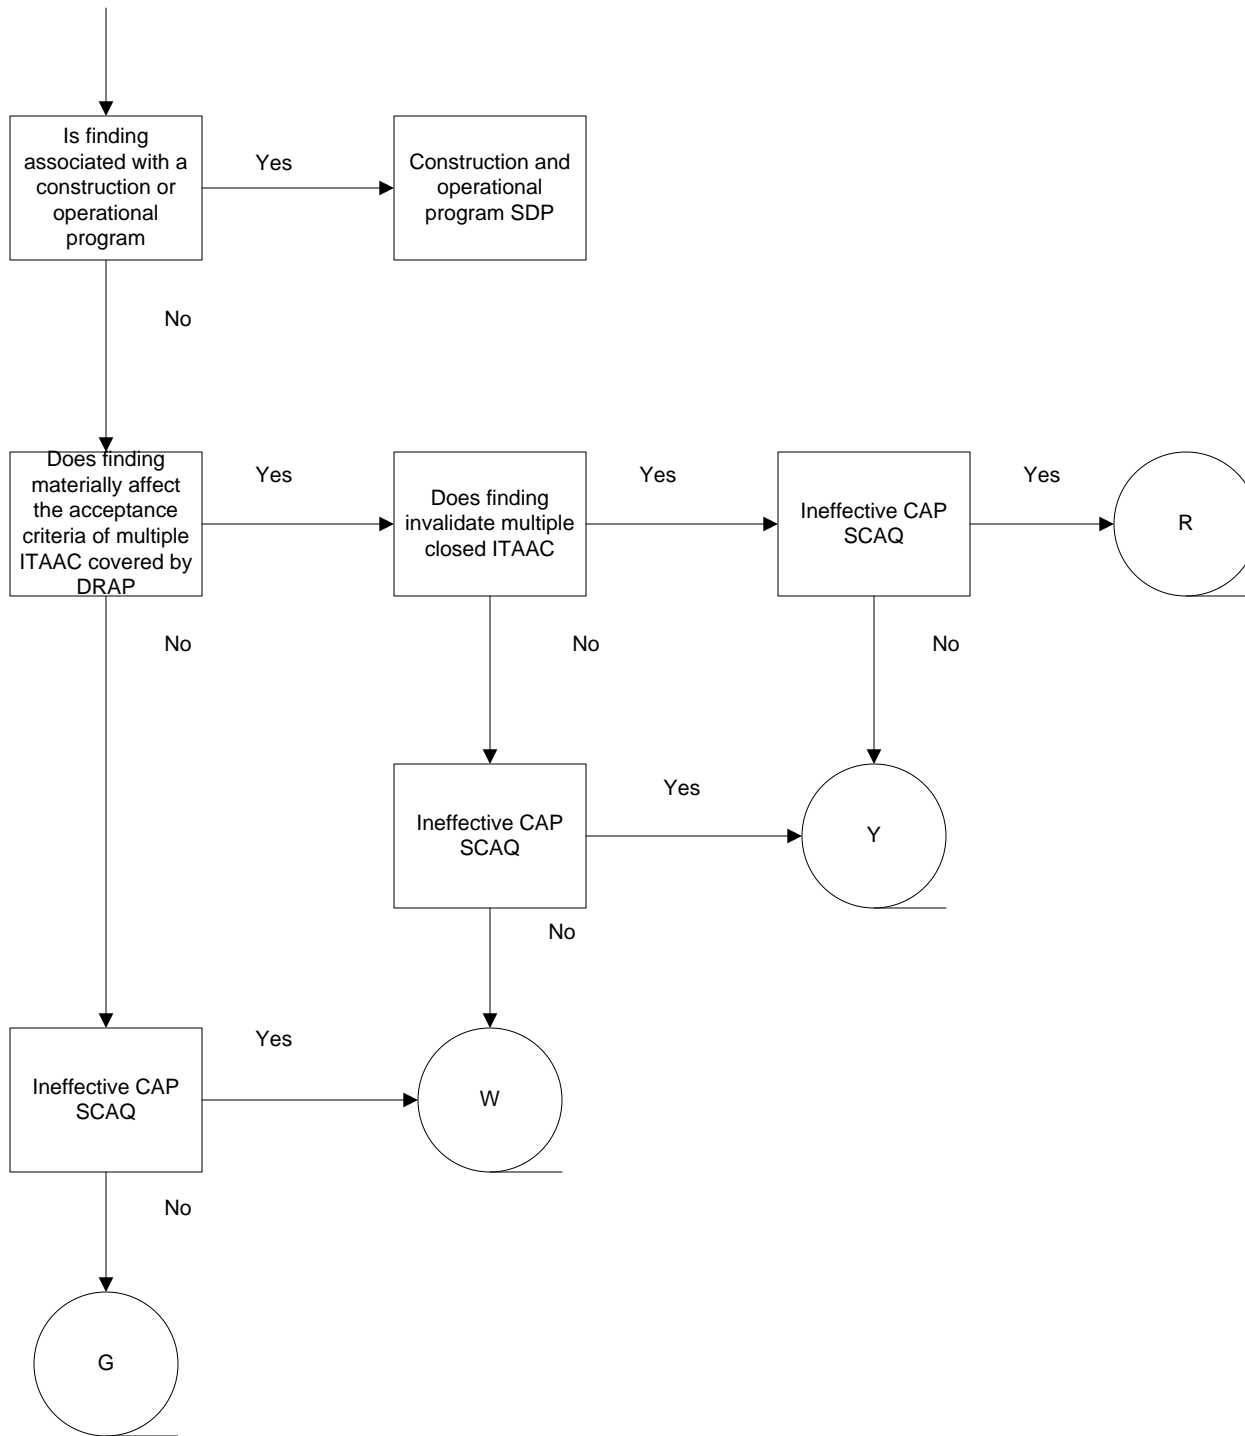 Is finding
associated with a
construction or
operational
program
Yes
Construction and
operational
program SDP
No
Does finding
materially affect
the acceptance
criteria of multiple
ITAAC covered by
DRAP
Yes
Does finding
invalidate multiple
closed ITAAC
Yes
Ineffective CAP
SCAQ
Yes
R
No
No
No
Ineffective CAP
SCAQ
Yes
Y
No
Ineffective CAP
SCAQ
Yes
W
No
G